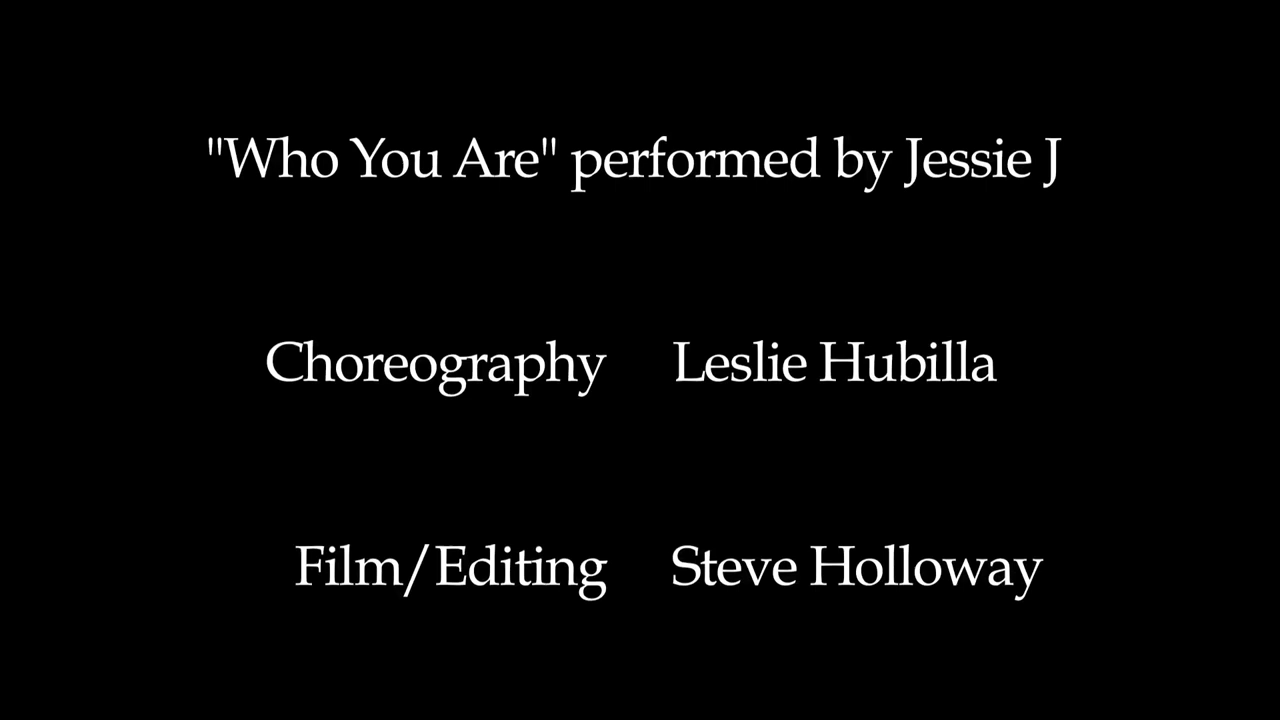 "Who You Are" performed by Jessie J
Choreography Leslie Hubilla
Film/Editing Steve Holloway